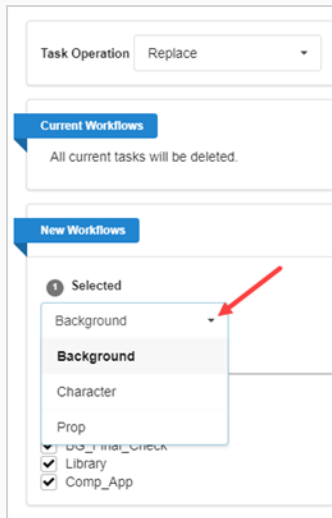 Task Operation Replace
Current Workflows
All current tasks will be deleted.
New Workflows
1 Selected
Background
Background
Character
Prop
BG_Final_Check
Library
Comp_App